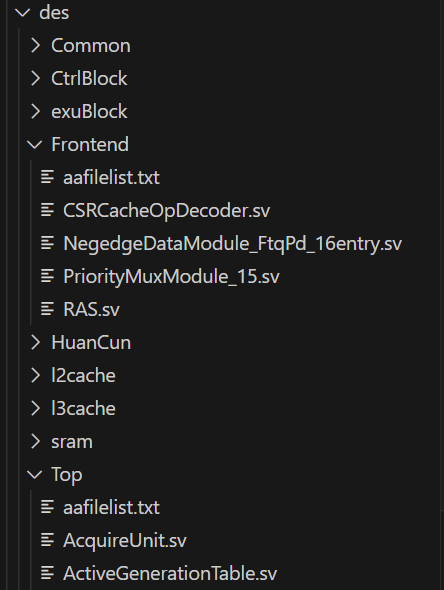 des
Common
CtrlBlock
exuBlock
Frontend
aafilelist.txt
CSRCacheOpDecoder.sv
NegedgeDataModule_FtqPd_16entry.sv
PriorityMuxModule_15.sv
RAS.sv
HuanCun
l2cache
l3cache
sram
Top
aafilelist.txt
AcquireUnit.sv
ActiveGenerationTable.sv